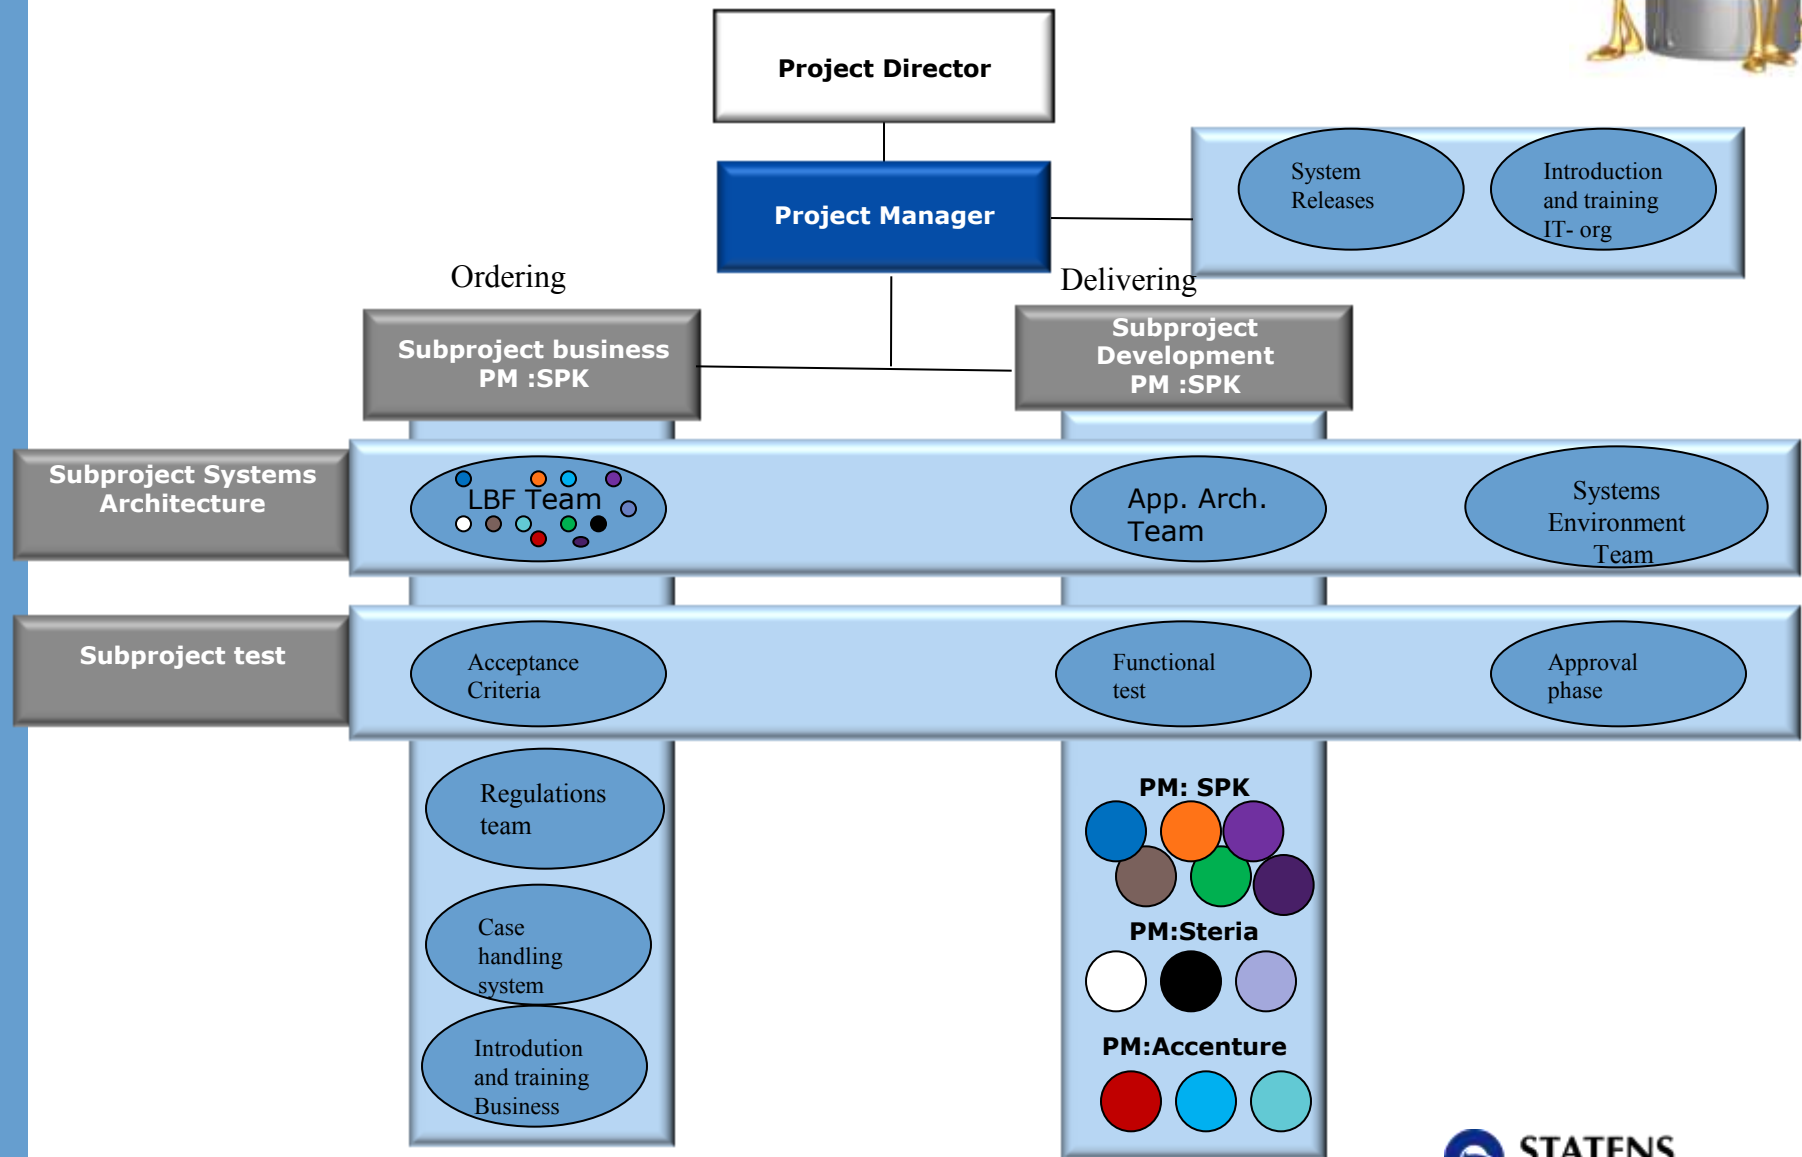 Project Director
Project Manager
System
Releases
Introduction
and training
IT- org
Ordering
Delivering
Subproject business
PM :SPK
Subproject
Development
PM :SPK
Subproject Systems
Architecture
LBF Team
App. Arch.
Team
Systems
Environment
Team
Subproject test
Acceptance
Criteria
Functional
test
Approval
phase
Regulations
team
Case
handling
system
Introdution
and training
Business
PM: SPK
PM:Steria
PM:Accenture
STATENS